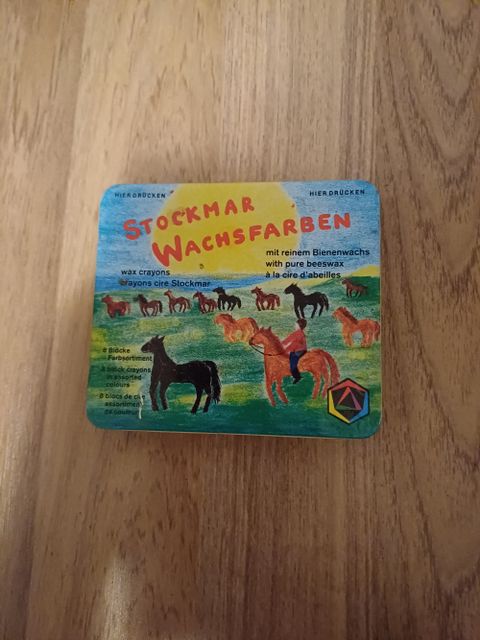 HIER DRÜCKEN
HIER DRÜCKEN
STOCKMAR
WACHSFARBEN
mit reinem Bienenwachs
with pure beeswax
à la cire d'abeilles
wax crayons
crayons cire Stockmar
8 Blöcke
Farbsortiment
8 block crayons
in assorted
colours
8 blocs de cire
assortiment
de couleur